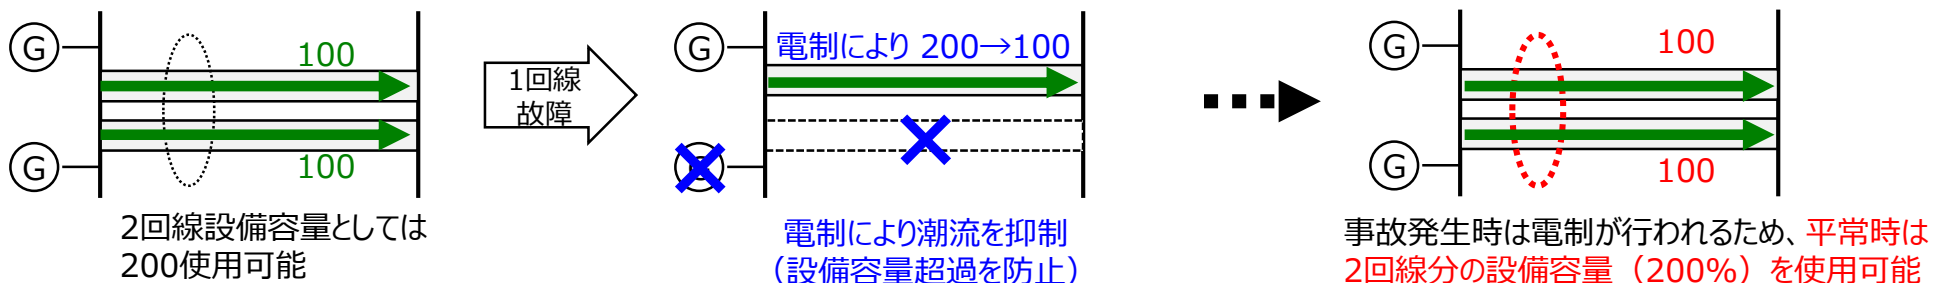 G
100
G
100
2回線設備容量としては
200使用可能
1回線
故障
G
電制により 200→100
G
電制により潮流を抑制
（設備容量超過を防止）
G
100
G
100
事故発生時は電制が行われるため、平常時は
2回線分の設備容量（200%）を使用可能